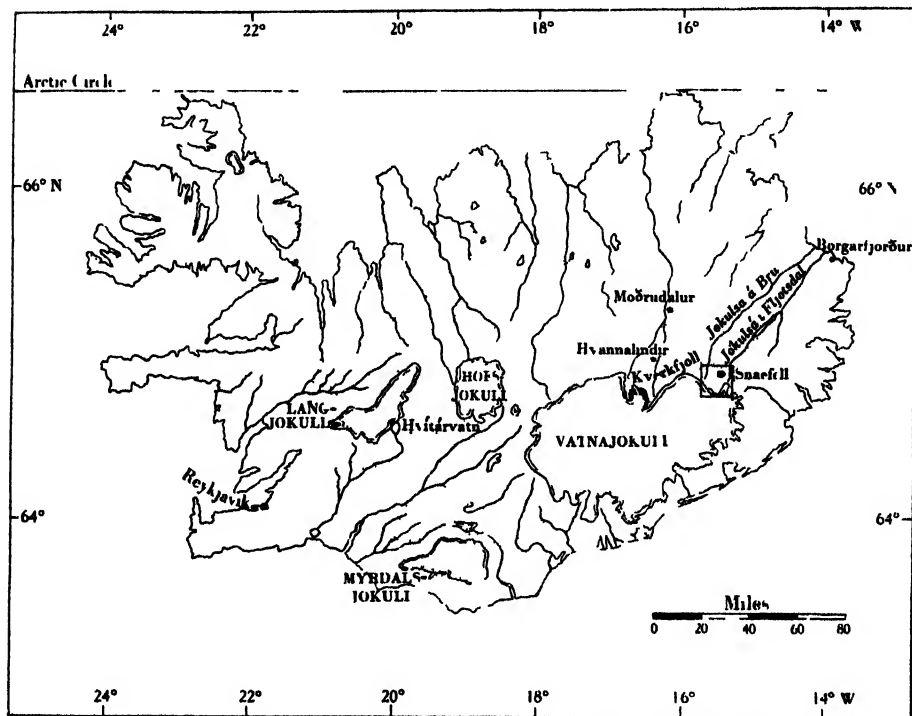 24° 22° 20° 18° 16° 14° W
Arctic Circle
66° N
66° N
Borgarfjorður
Jokulsa á Bru
Jokulsá i Fljotsdal
Moðrudalur
Hvannalindir
Kverkfjoll
Snaefell
HOFS
JOKULL
LANG-
JOKULL
Hvítárvatn
VATNAJOKULL
Reykjavik
64°
64°
MYRDALS-
JOKULL
Miles
0 20 40 60 80
24° 22° 20° 18° 16° 14° W